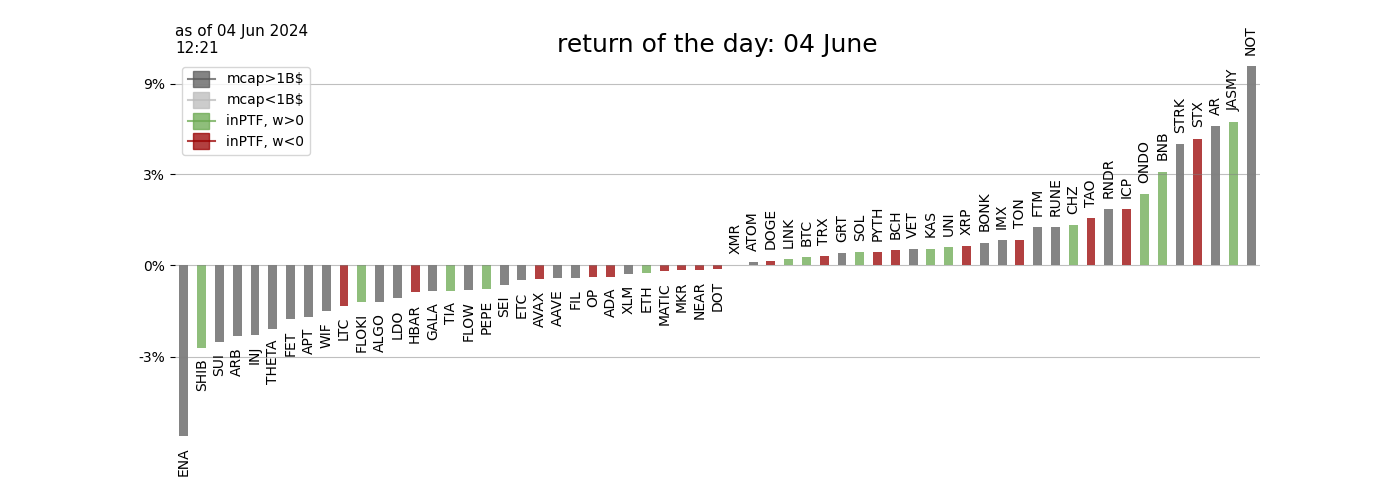 as of 04 Jun 2024
12:21
return of the day: 04 June
mcap>1B$
mcap<1B$
inPTF, w>0
inPTF, w<0
9%
3%
0%
-3%
ENA
SHIB
SUI
ARB
INJ
THETA
FET
APT
WIF
LTC
FLOKI
ALGO
LDO
HBAR
GALA
TIA
FLOW
PEPE
SEI
ETC
AVAX
AAVE
FIL
OP
ADA
XLM
ETH
MATIC
MKR
NEAR
DOT
XMR
ATOM
DOGE
LINK
BTC
TRX
GRT
SOL
PYTH
BCH
VET
KAS
UNI
XRP
BONK
IMX
TON
FTM
RUNE
CHZ
TAO
RNDR
ICP
ONDO
BNB
STRK
STX
AR
JASMY
NOT